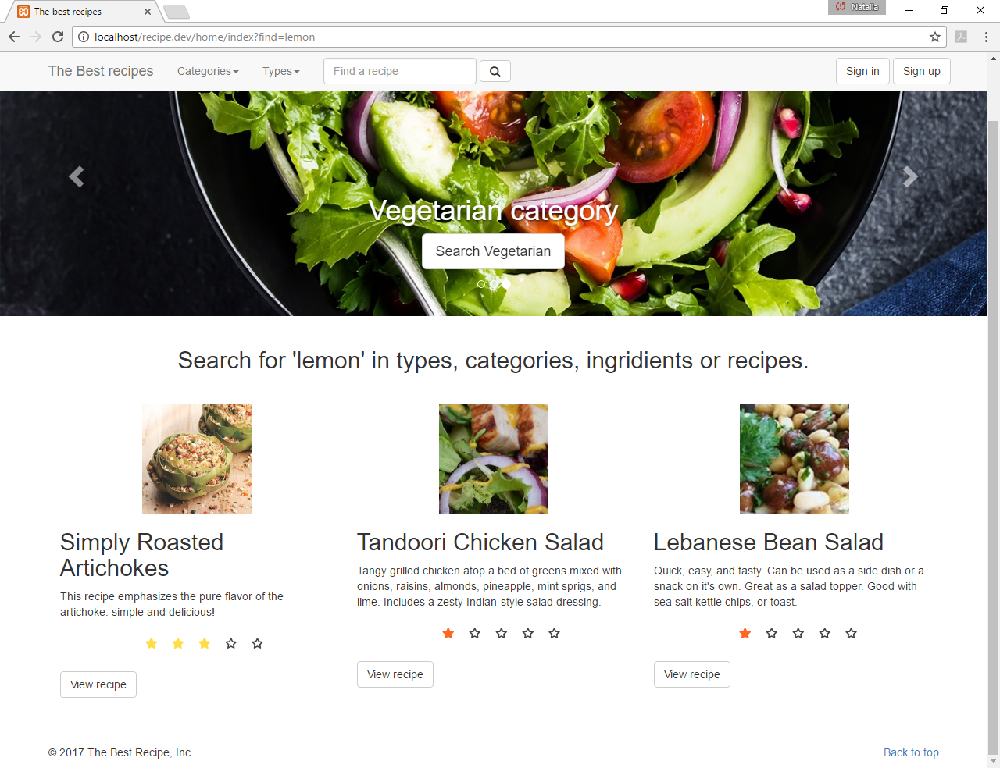 The best recipes
Natalia
localhost/recipe.dev/home/index?find=lemon
The Best recipes Categories Types Find a recipe Sign in Sign up
Vegetarian category
Search Vegetarian
Search for 'lemon' in types, categories, ingridients or recipes.
Simply Roasted
Artichokes
This recipe emphasizes the pure flavor of the
artichoke: simple and delicious!
View recipe
Tandoori Chicken Salad
Tangy grilled chicken atop a bed of greens mixed with
onions, raisins, almonds, pineapple, mint sprigs, and
lime. Includes a zesty Indian-style salad dressing.
View recipe
Lebanese Bean Salad
Quick, easy, and tasty. Can be used as a side dish or a
snack on it's own. Great as a salad topper. Good with
sea salt kettle chips, or toast.
View recipe
© 2017 The Best Recipe, Inc.
Back to top